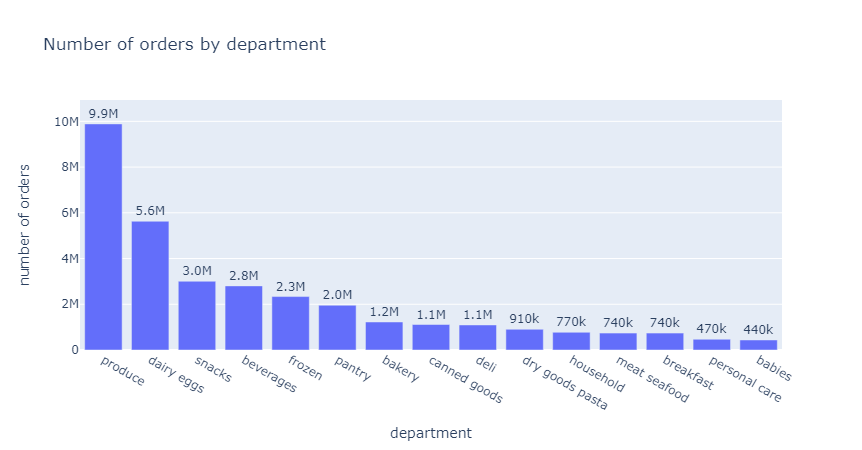 Number of orders by department
9.9M
10M
8M
5.6M
6M
number of orders
4M
3.0M
2.8M
2.3M
2.0M
2M
1.2M
1.1M
1.1M
910k
770k
740k
740k
470k
440k
0
produce
dairy eggs
snacks
beverages
frozen
pantry
bakery
canned goods
deli
dry goods pasta
household
meat seafood
breakfast
personal care
babies
department